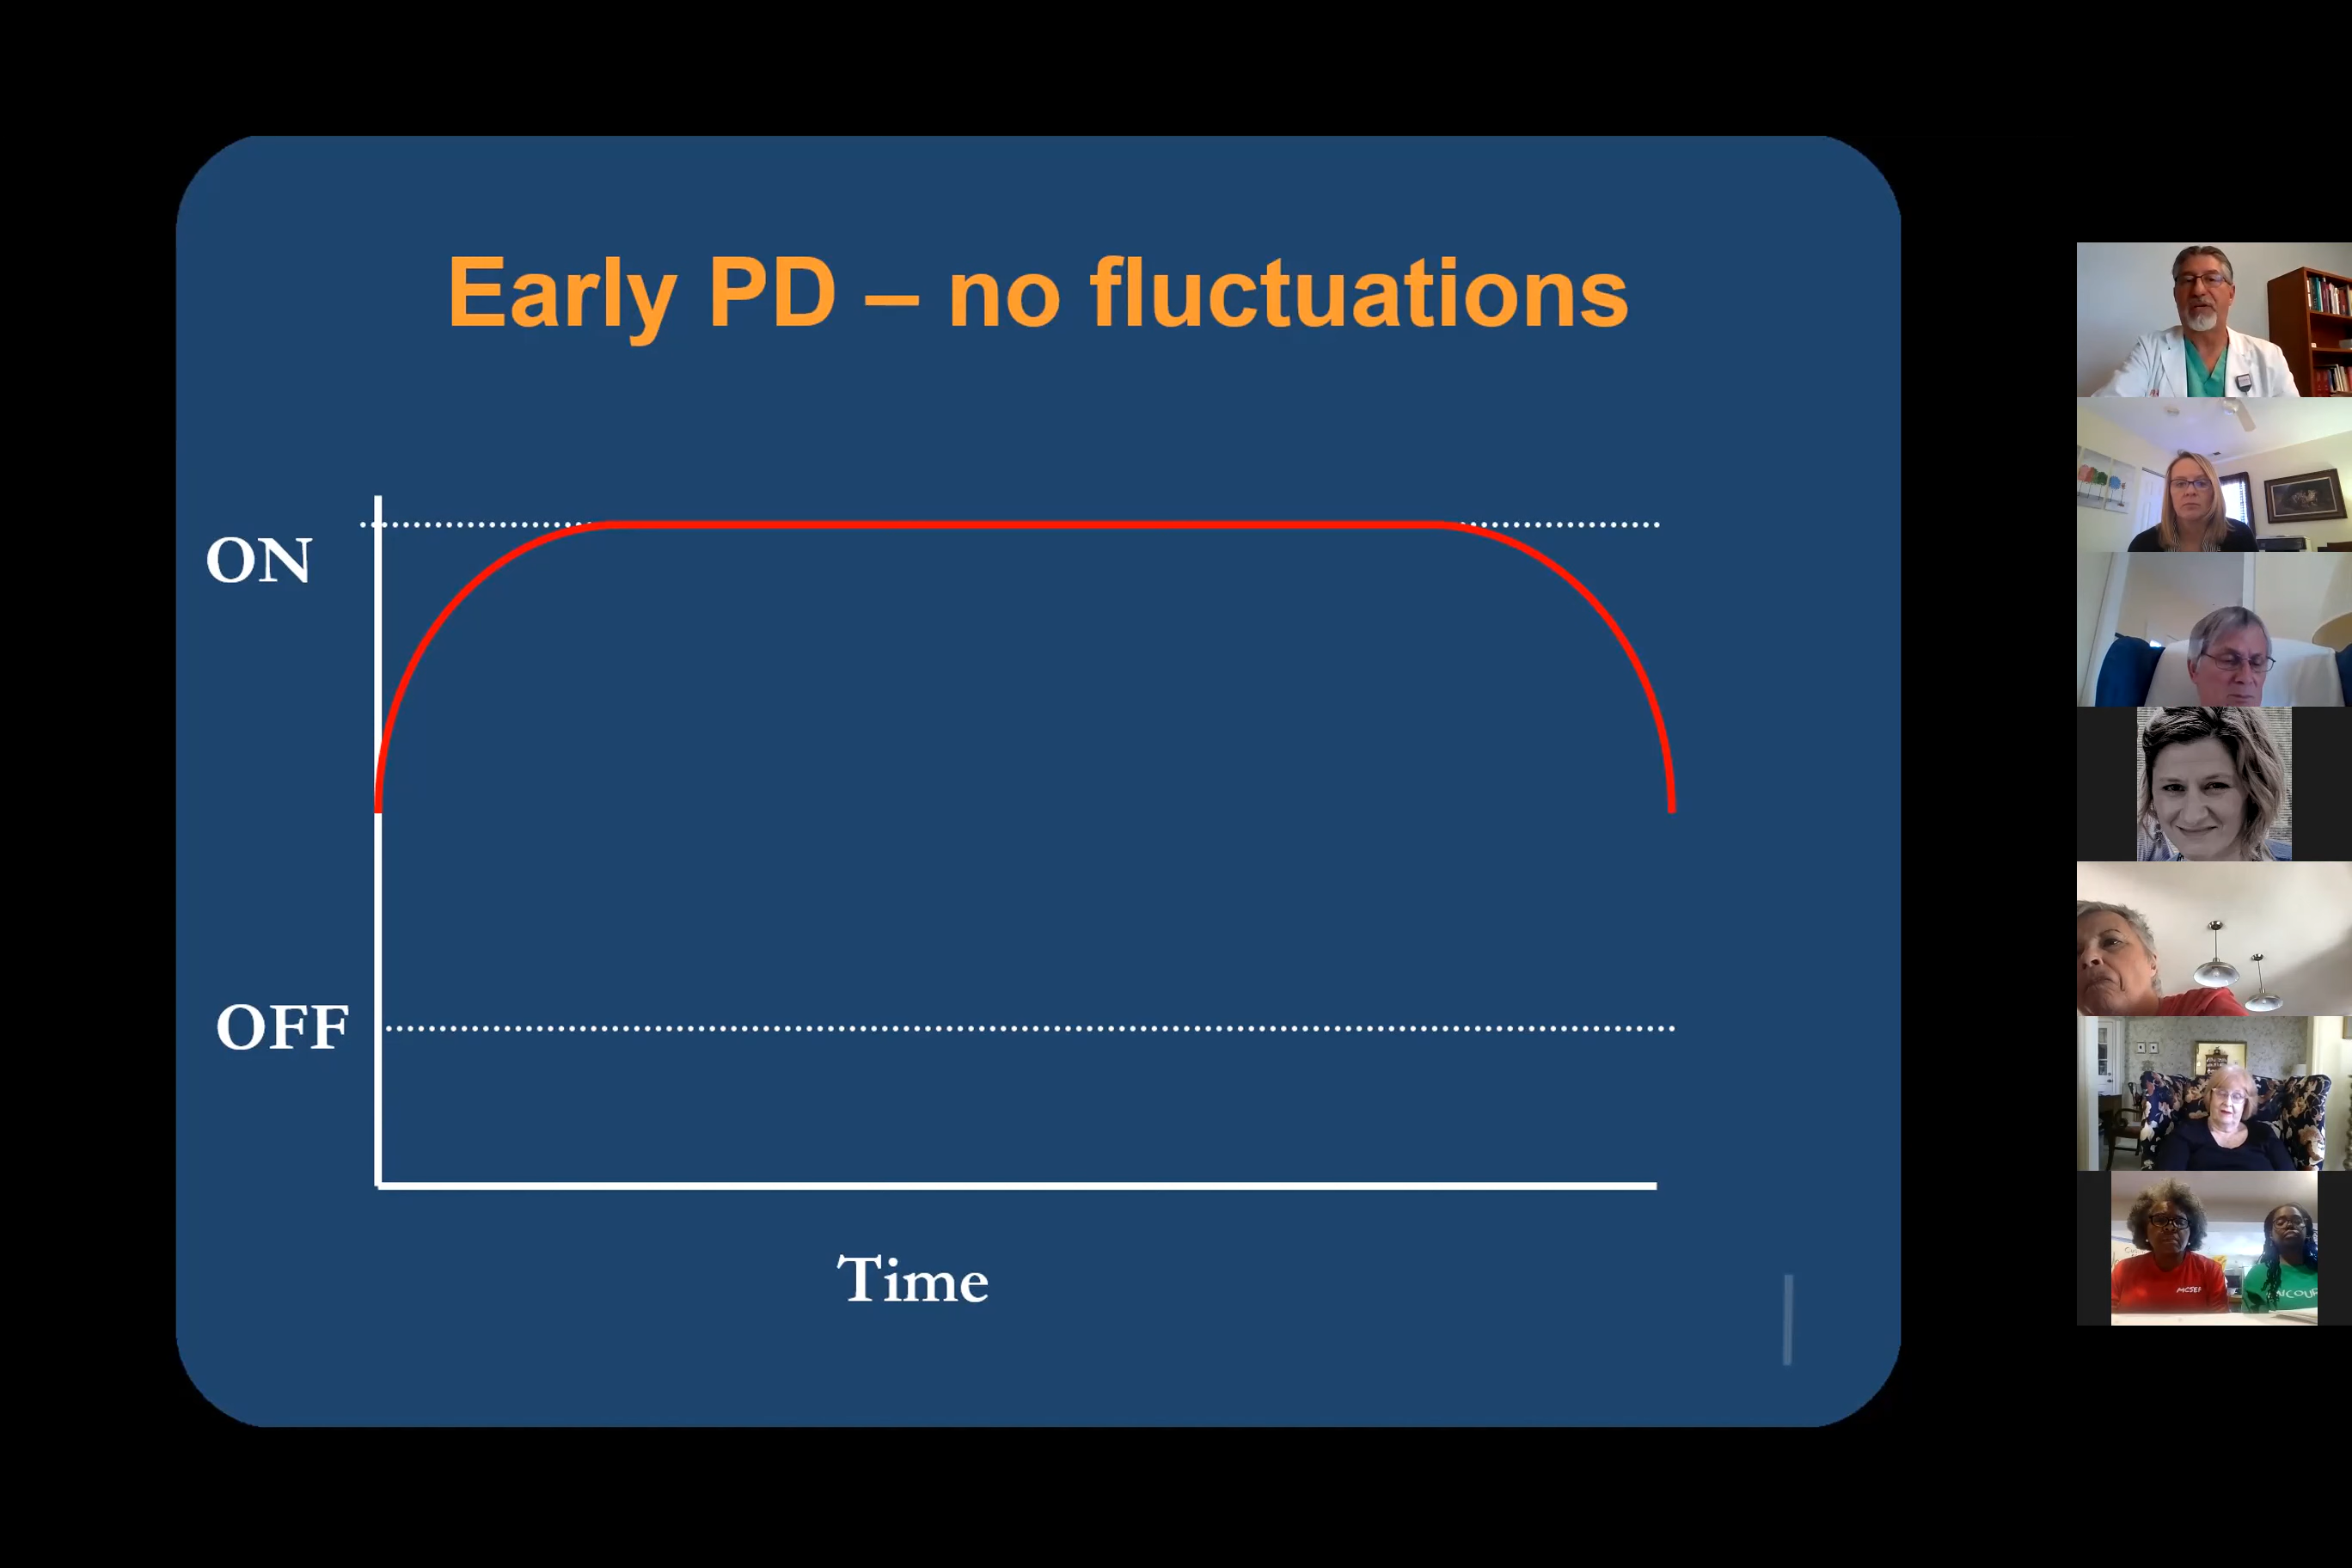 Early PD – no fluctuations
ON
OFF
Time